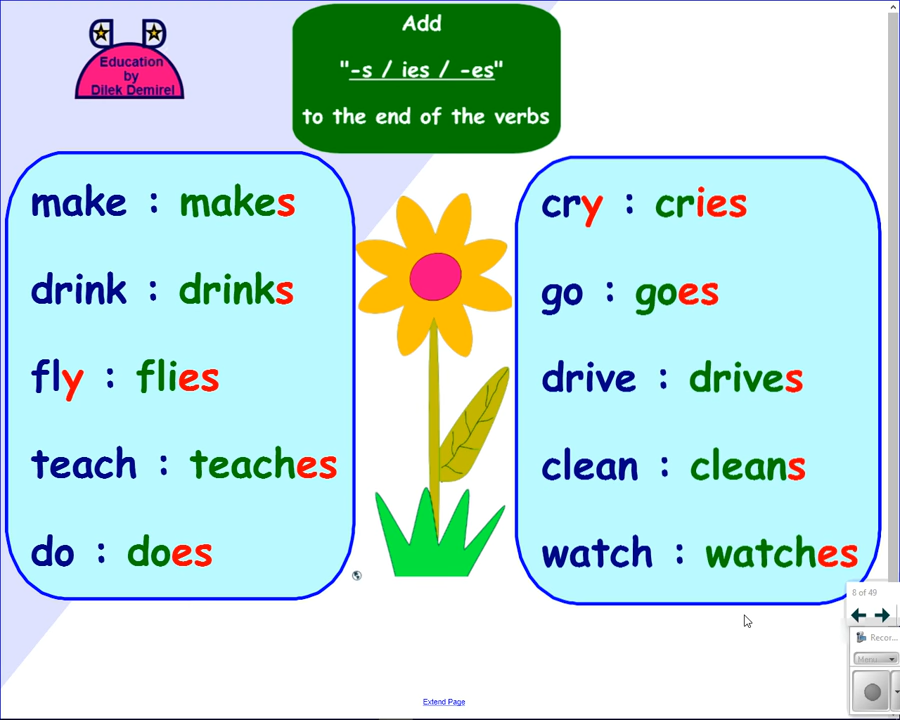 Education
by
Dilek Demirel
Add
"-s / ies / -es"
to the end of the verbs
make : makes
drink : drinks
fly : flies
teach : teaches
do : does
cry : cries
go : goes
drive : drives
clean : cleans
watch : watches
8 of 49
Recor...
Menu
Extend Page